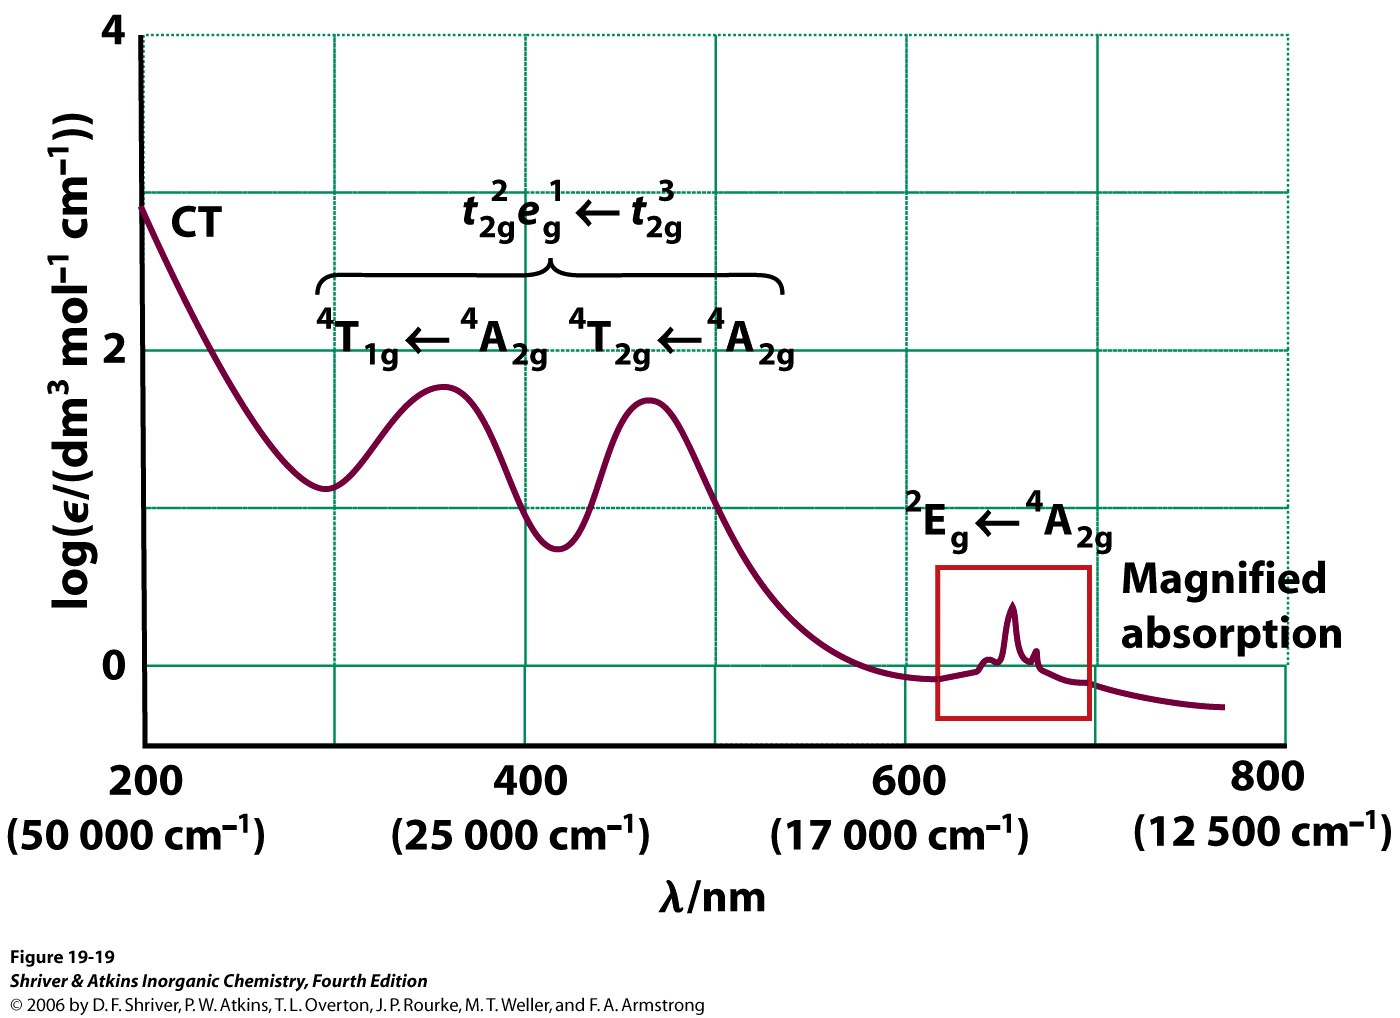 4
CT
t₂g²eg¹ ← t₂g³
⁴T₁g ← ⁴A₂g ⁴T₂g ← ⁴A₂g
2
log(ϵ/(dm³ mol⁻¹ cm⁻¹))
²Eg ← ⁴A₂g
Magnified
absorption
0
200 400 600 800
(50 000 cm⁻¹) (25 000 cm⁻¹) (17 000 cm⁻¹) (12 500 cm⁻¹)
λ/nm
Figure 19-19
Shriver & Atkins Inorganic Chemistry, Fourth Edition
© 2006 by D. F. Shriver, P. W. Atkins, T. L. Overton, J. P. Rourke, M. T. Weller, and F. A. Armstrong